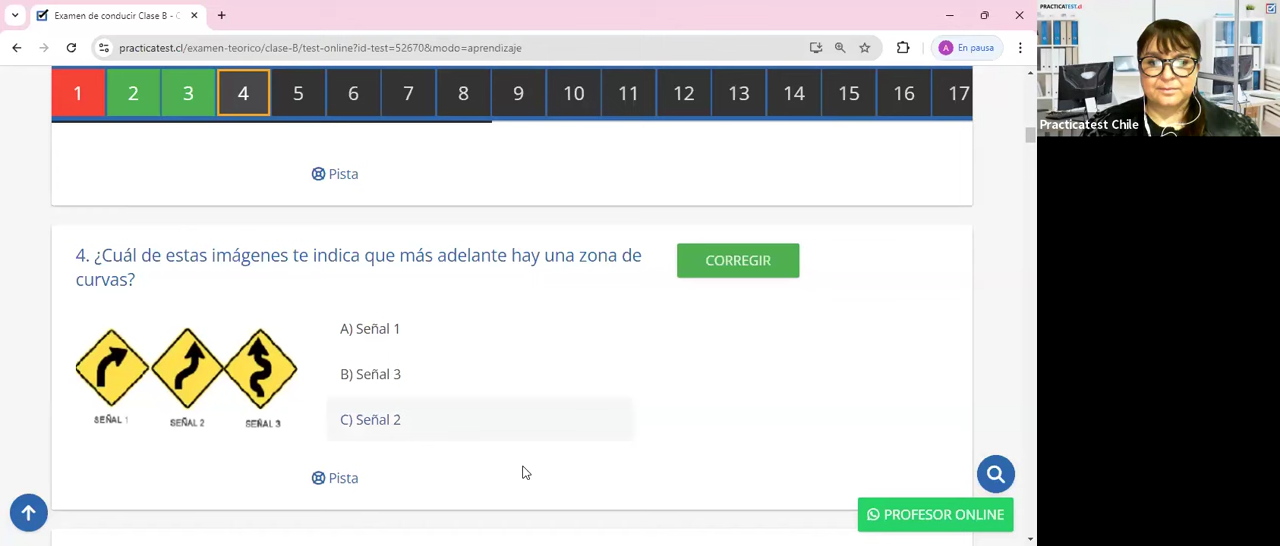 Examen de conducir Clase B - C
practicatest.cl/examen-teorico/clase-B/test-online?id-test=52670&modo=aprendizaje
A En pausa
PRACTICATEST.cl
Practicatest Chile
1 2 3 4 5 6 7 8 9 10 11 12 13 14 15 16 17
Pista
4. ¿Cuál de estas imágenes te indica que más adelante hay una zona de
curvas?
CORREGIR
SEÑAL 1 SEÑAL 2 SEÑAL 3
A) Señal 1
B) Señal 3
C) Señal 2
Pista
PROFESOR ONLINE